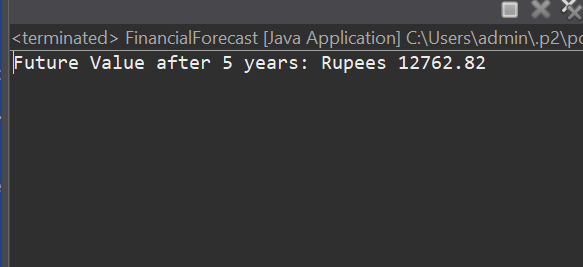 <terminated> FinancialForecast [Java Application] C:\Users\admin\.p2\po
Future Value after 5 years: Rupees 12762.82